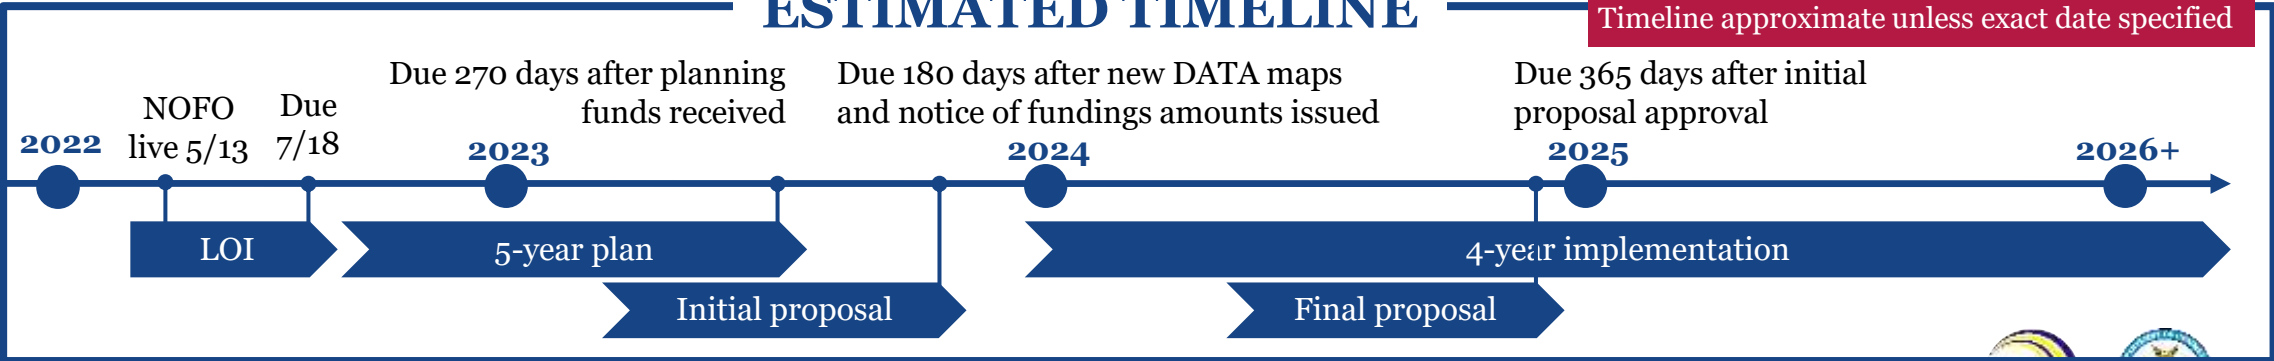 ESTIMATED TIMELINE
Timeline approximate unless exact date specified
NOFO
live 5/13
Due
7/18
Due 270 days after planning
funds received
Due 180 days after new DATA maps
and notice of fundings amounts issued
Due 365 days after initial
proposal approval
2022
2023
2024
2025
2026+
LOI
5-year plan
4-year implementation
Initial proposal
Final proposal